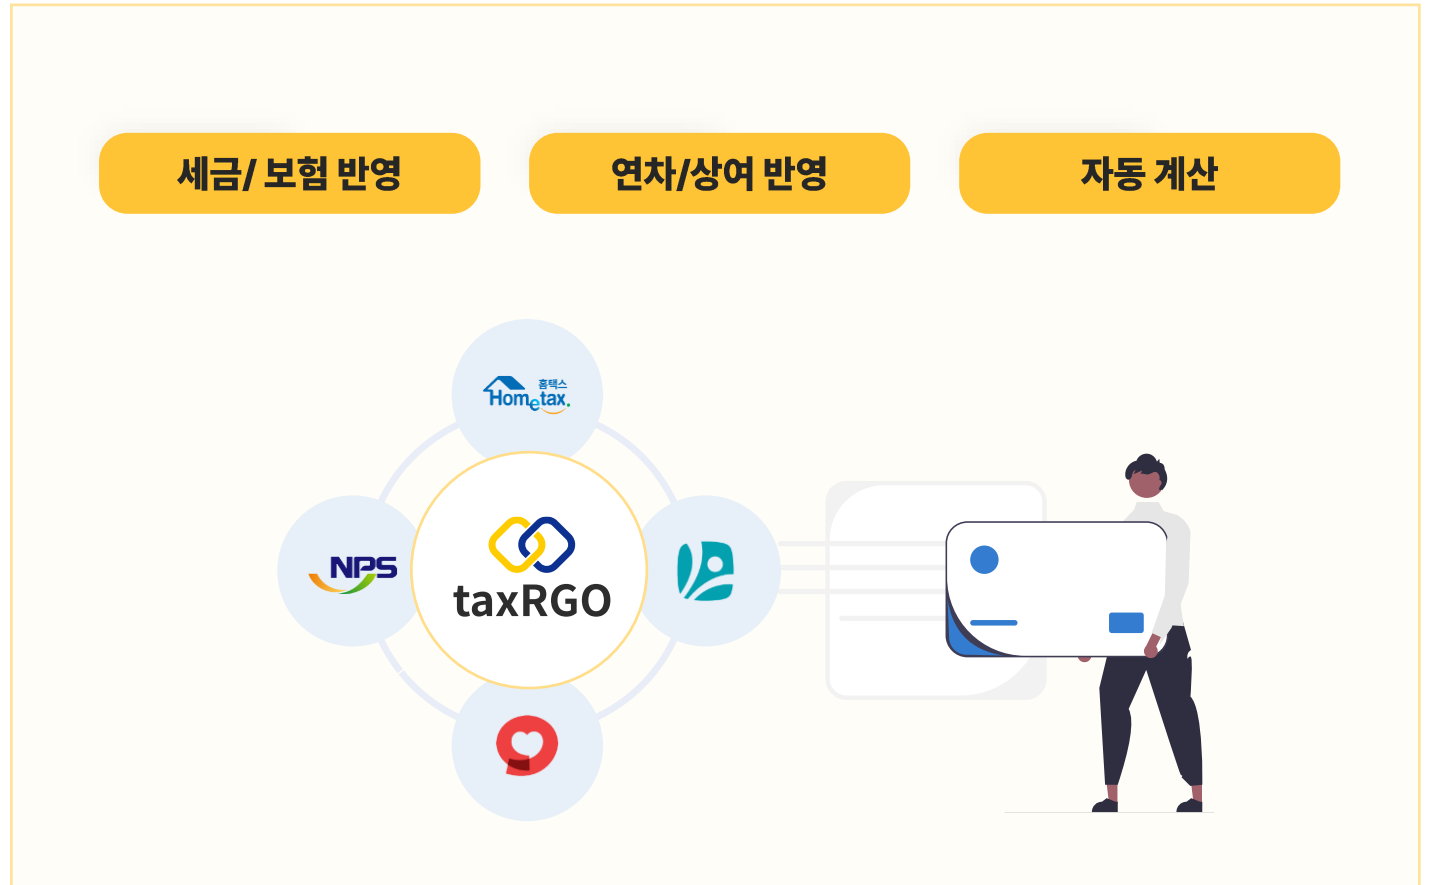 세금/ 보험 반영
연차/상여 반영
자동 계산
홈택스
Hometax.
NPS
taxRGO